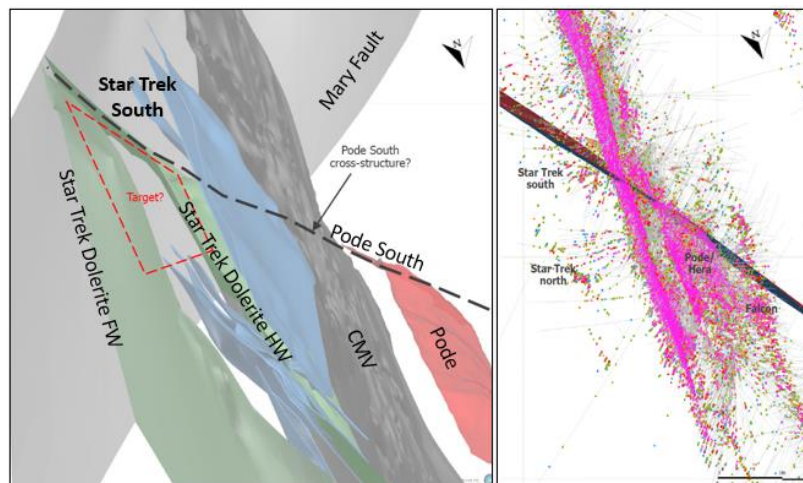 Star Trek
South
N
Mary Fault
Pode South
cross-structure?
Target?
Star Trek Dolerite FW
Star Trek Dolerite HW
Pode South
CMV
Pode
N
Star Trek
south
Star Trek
north
Pode/
Hera
Falcon